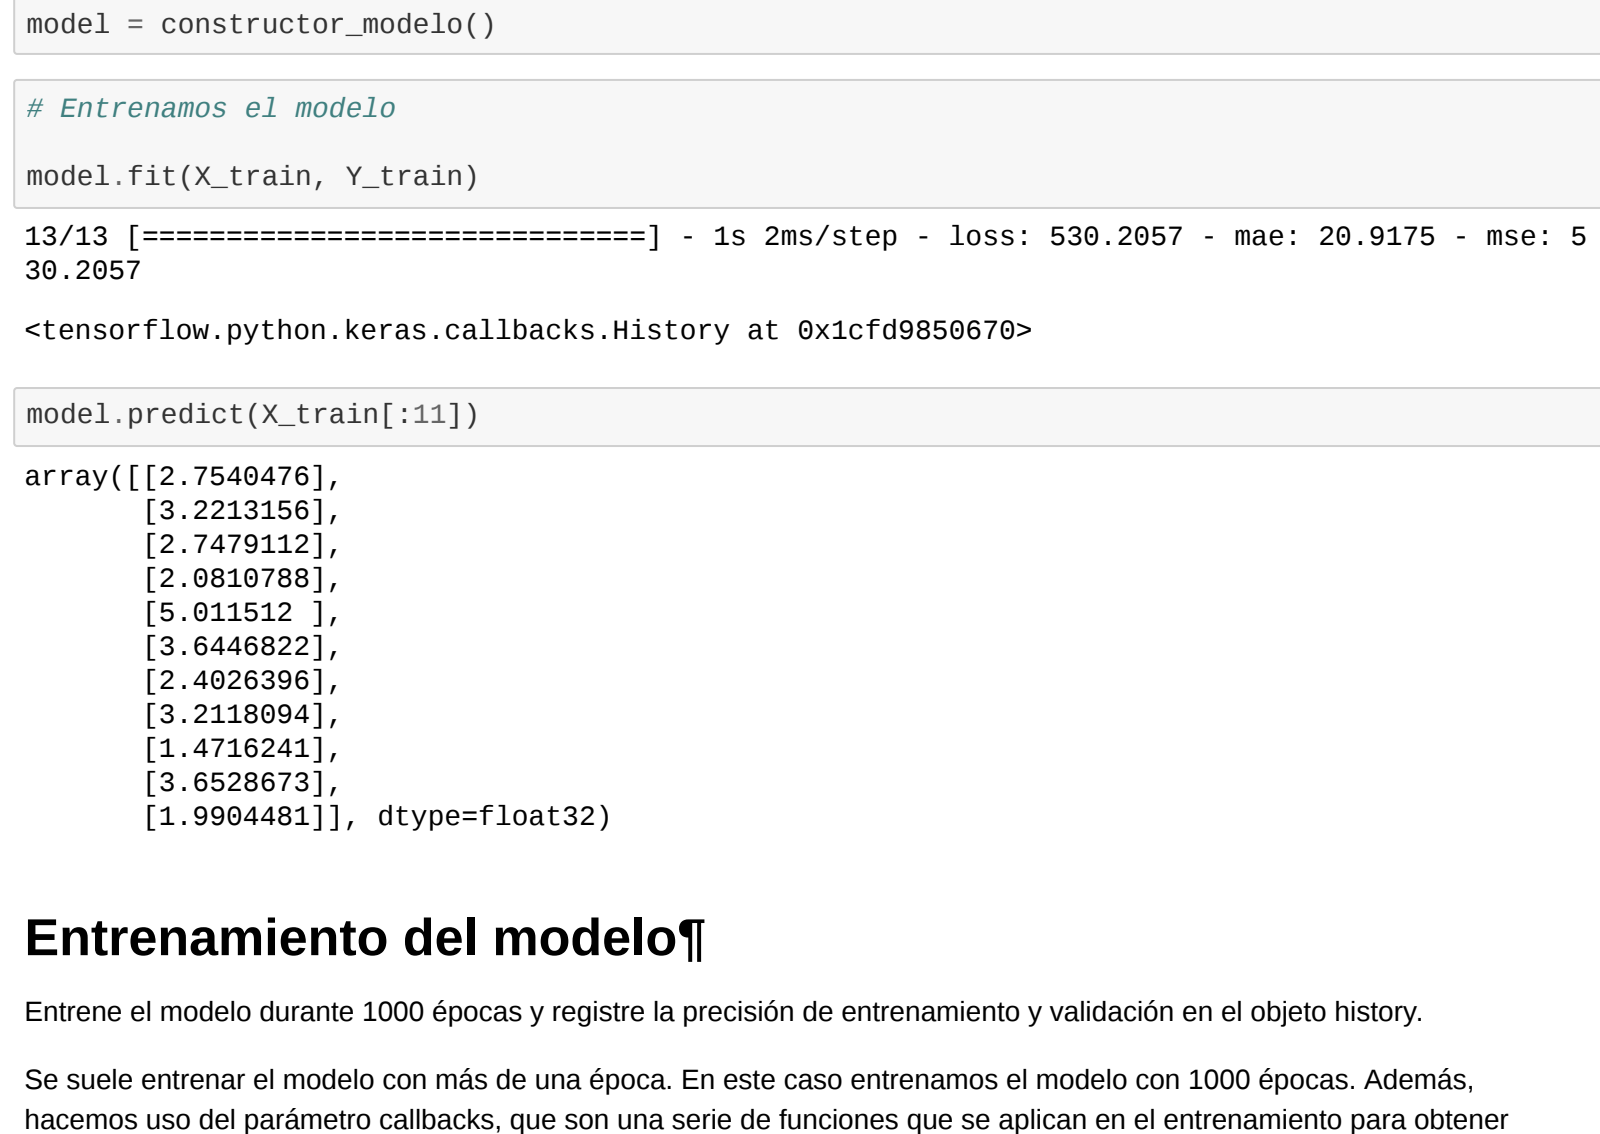 model = constructor_modelo()
# Entrenamos el modelo
model.fit(X_train, Y_train)
13/13 [==============================] - 1s 2ms/step - loss: 530.2057 - mae: 20.9175 - mse: 5
30.2057
<tensorflow.python.keras.callbacks.History at 0x1cfd9850670>
model.predict(X_train[:11])
array([[2.7540476],
       [3.2213156],
       [2.7479112],
       [2.0810788],
       [5.011512 ],
       [3.6446822],
       [2.4026396],
       [3.2118094],
       [1.4716241],
       [3.6528673],
       [1.9904481]], dtype=float32)
Entrenamiento del modelo¶
Entrene el modelo durante 1000 épocas y registre la precisión de entrenamiento y validación en el objeto history.
Se suele entrenar el modelo con más de una época. En este caso entrenamos el modelo con 1000 épocas. Además,
hacemos uso del parámetro callbacks, que son una serie de funciones que se aplican en el entrenamiento para obtener